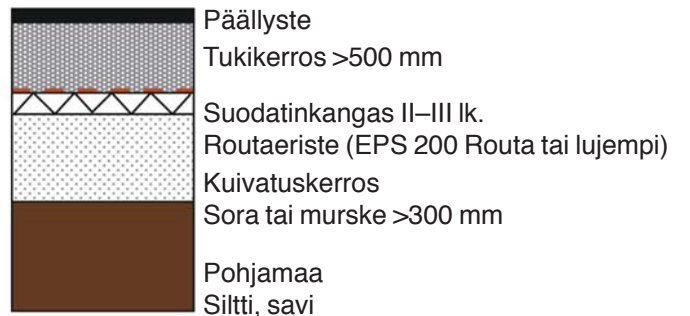 Päällyste
Tukikerros >500 mm
Suodatinkangas II–III lk.
Routaeriste (EPS 200 Routa tai lujempi)
Kuivatuskerros
Sora tai murske >300 mm
Pohjamaa
Siltti, savi